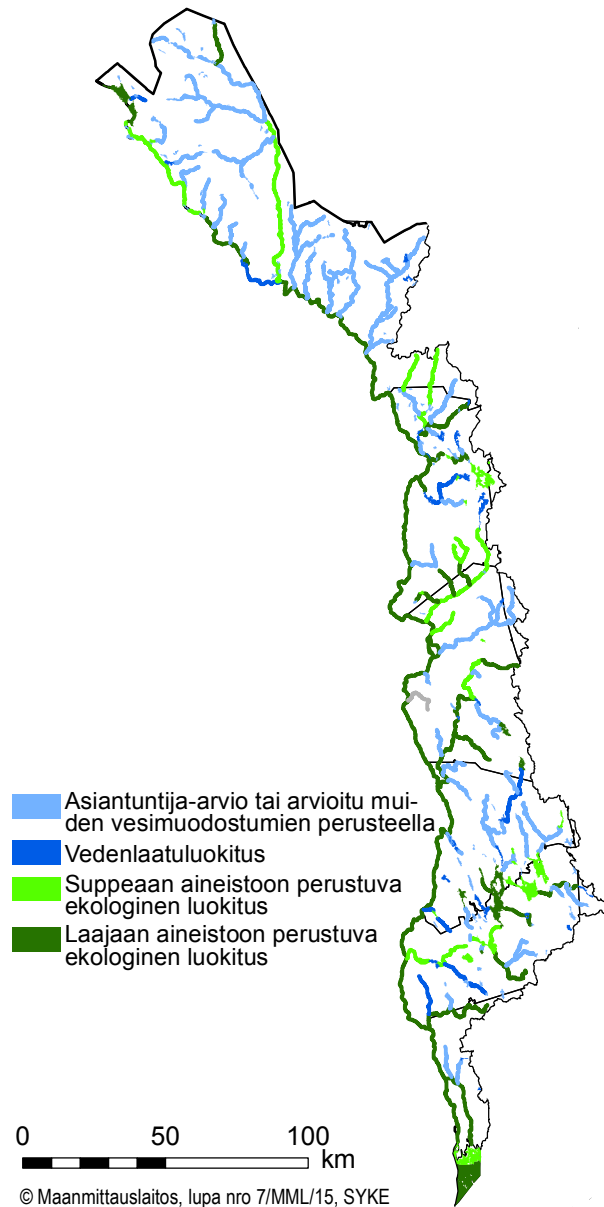 Asiantuntija-arvio tai arvioitu mui-
den vesimuodostumien perusteella
Vedenlaatuluokitus
Suppeaan aineistoon perustuva
ekologinen luokitus
Laajaan aineistoon perustuva
ekologinen luokitus
0 50 100
km
© Maanmittauslaitos, lupa nro 7/MML/15, SYKE